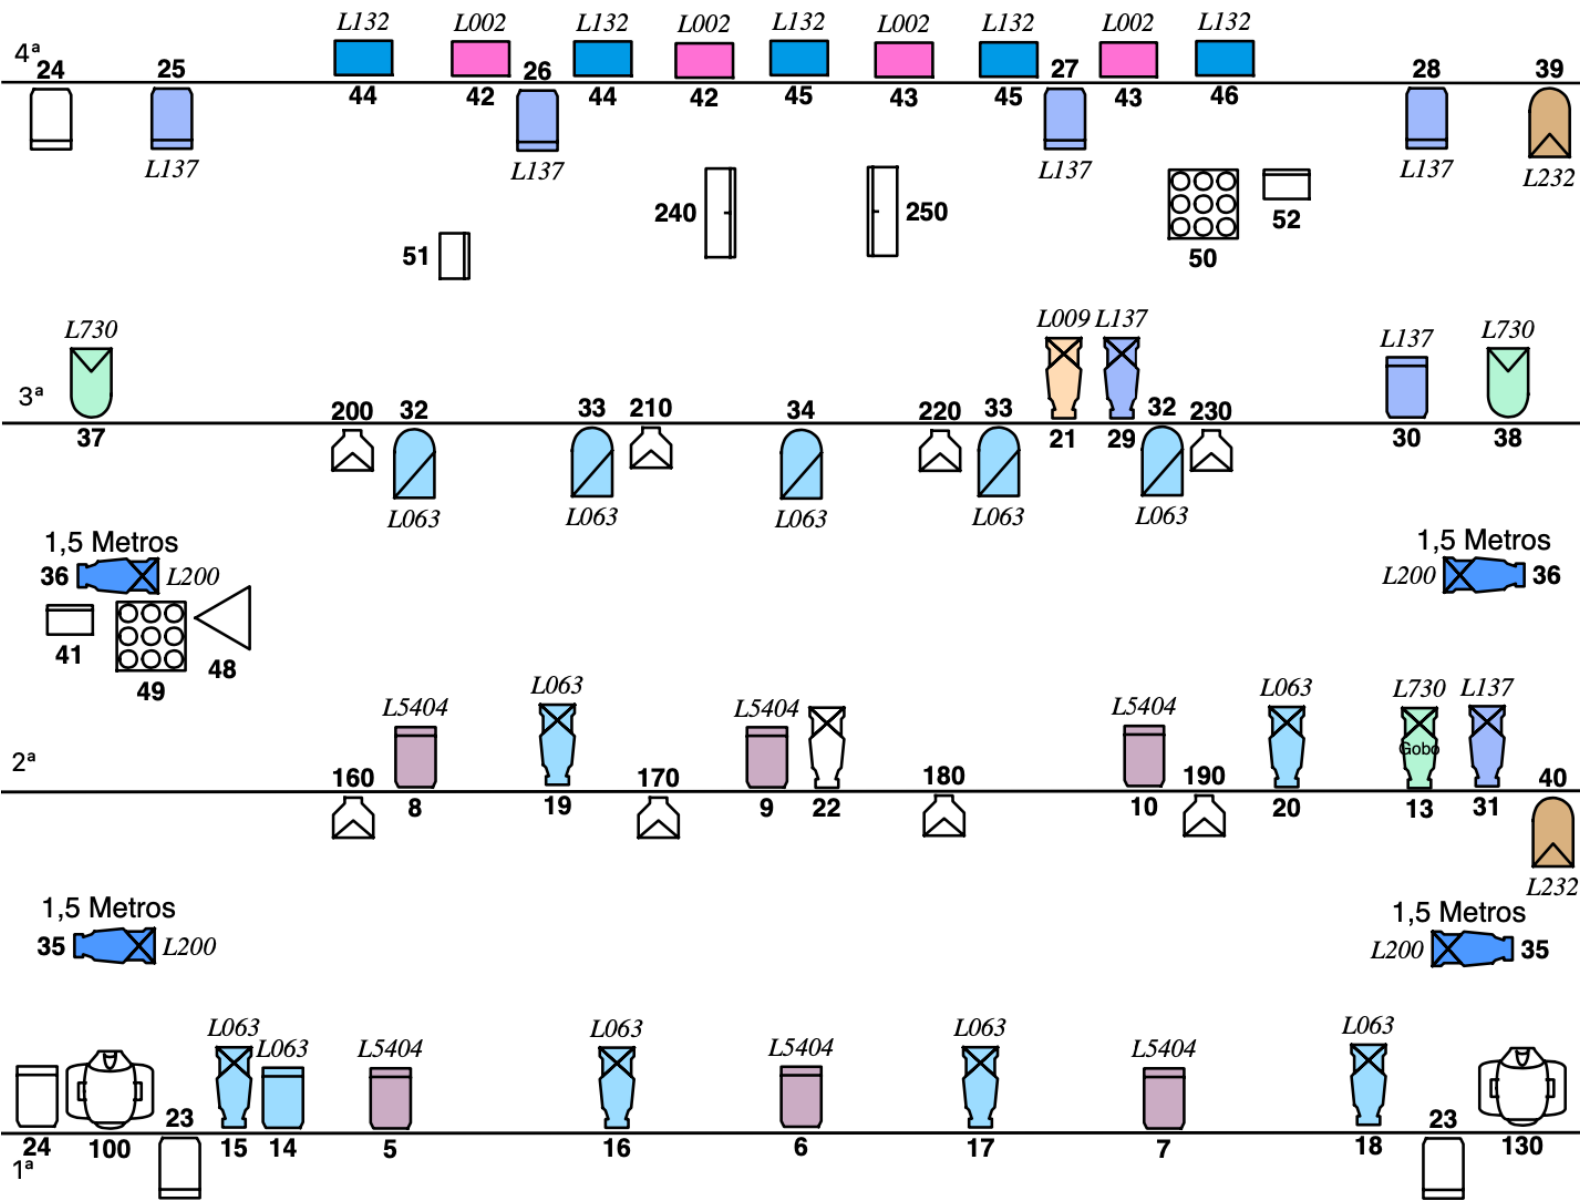 L132 L002 L132 L002 L132 L002 L132 L002 L132
4ª 24 25 26 27 28 39
44 42 44 42 45 43 45 43 46
L137 L137 L137 L137 L232
240 250 52
51 50
L730 L009 L137 L137 L730
3ª 200 32 33 210 34 220 33 32 230
37 21 29 30 38
L063 L063 L063 L063 L063
1,5 Metros 1,5 Metros
36 L200 L200 36
41 49 48
L5404 L063 L5404 L5404 L063 L730 L137
Gobo
2ª 160 170 180 190 40
8 19 9 22 10 20 13 31
L232
1,5 Metros 1,5 Metros
35 L200 L200 35
L063 L063 L5404 L063 L5404 L063 L5404 L063
23 23
24 100 15 14 5 16 6 17 7 18 130
1ª